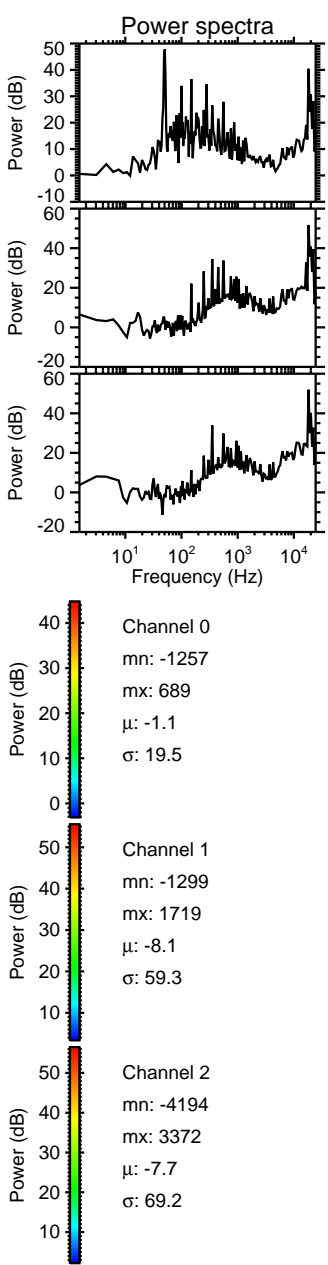 Power spectra
Power (dB)
50
40
30
20
10
0
-10
Power (dB)
60
40
20
0
-20
Power (dB)
60
40
20
0
-20
10¹ 10² 10³ 10⁴
Frequency (Hz)
Power (dB)
40
30
20
10
0
Channel 0
mn: -1257
mx: 689
μ: -1.1
σ: 19.5
Power (dB)
50
40
30
20
10
Channel 1
mn: -1299
mx: 1719
μ: -8.1
σ: 59.3
Power (dB)
50
40
30
20
10
Channel 2
mn: -4194
mx: 3372
μ: -7.7
σ: 69.2